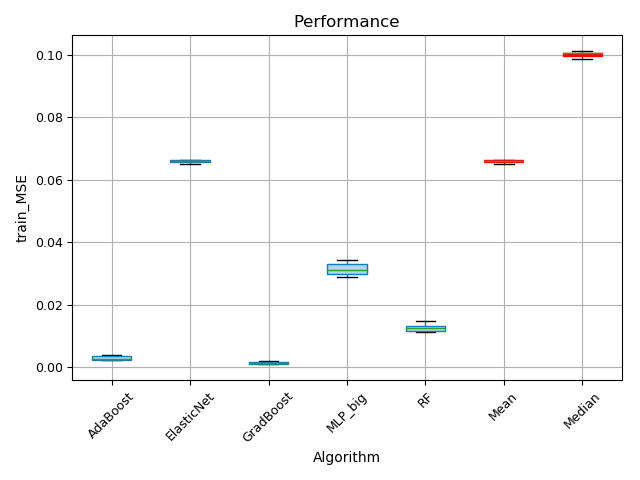 Performance
train_MSE
0.10
0.08
0.06
0.04
0.02
0.00
AdaBoost
ElasticNet
GradBoost
MLP_big
RF
Mean
Median
Algorithm